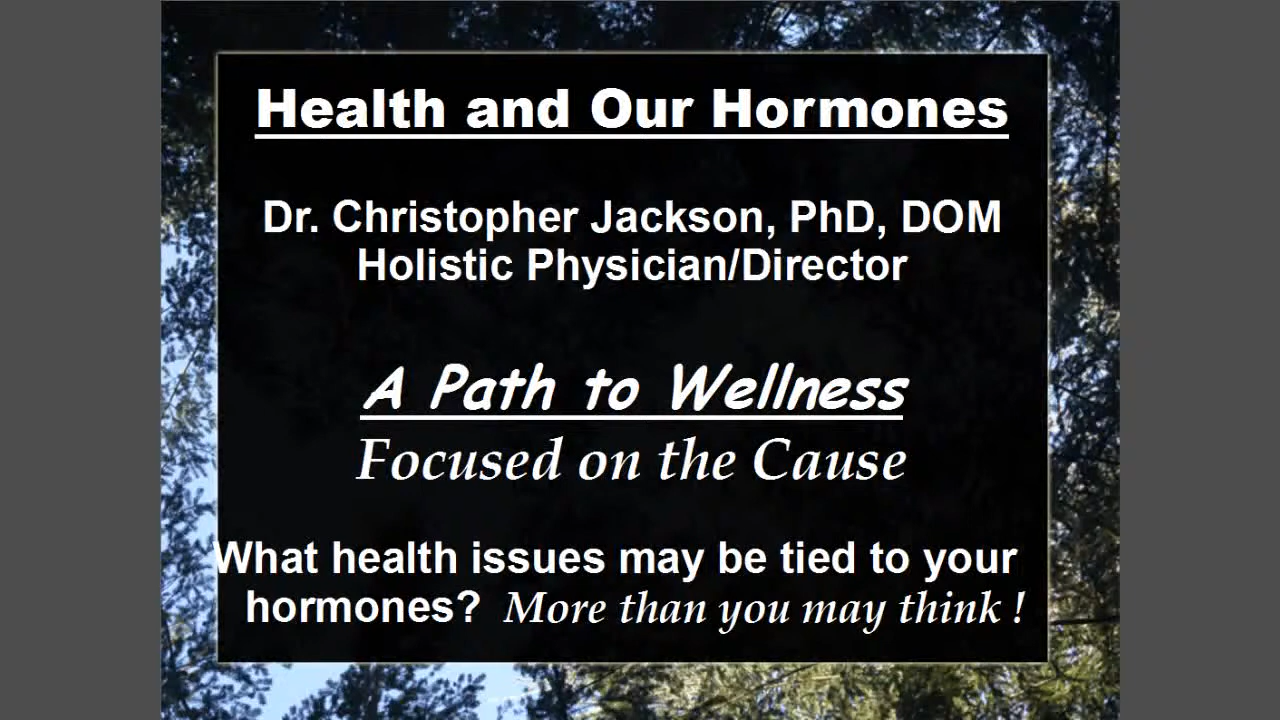 Health and Our Hormones
Dr. Christopher Jackson, PhD, DOM
Holistic Physician/Director
A Path to Wellness
Focused on the Cause
What health issues may be tied to your
hormones? More than you may think !